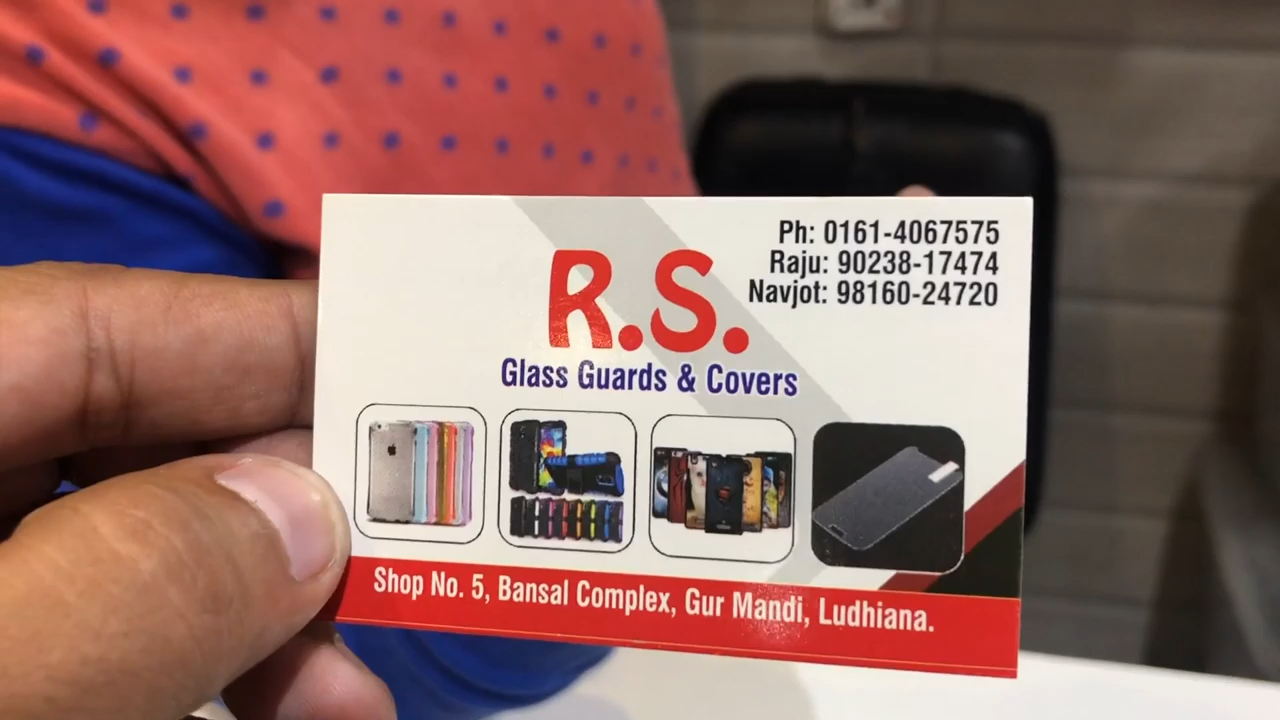 Ph: 0161-4067575
Raju: 90238-17474
Navjot: 98160-24720
R.S.
Glass Guards & Covers
Shop No. 5, Bansal Complex, Gur Mandi, Ludhiana.